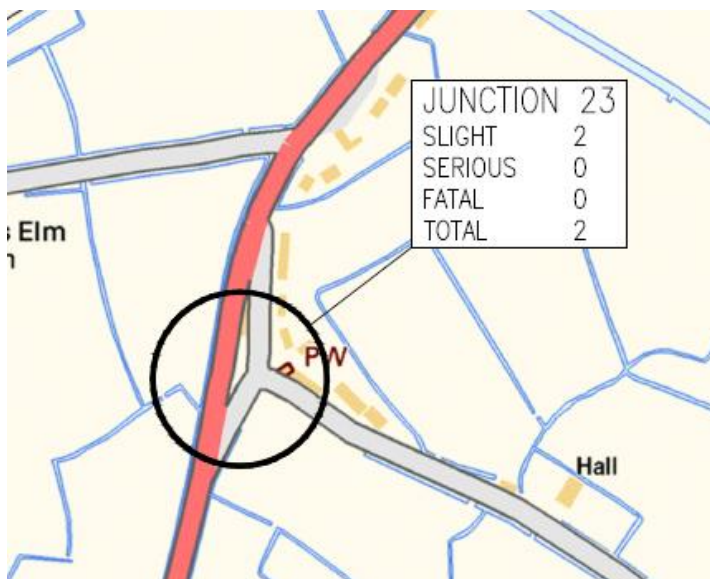 JUNCTION 23
SLIGHT 2
SERIOUS 0
FATAL 0
TOTAL 2
s Elm
n
PW
Hall